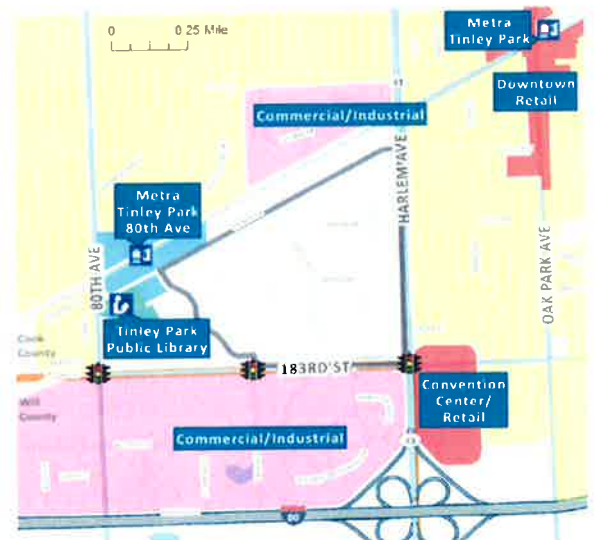 Metra
Tinley Park
0 0.25 Mile
Downtown
Retail
43
Commercial/Industrial
HARLEM AVE
Metra
Tinley Park
80th Ave
80TH AVE
OAK PARK AVE
Tinley Park
Public Library
Cook
County
183RD ST
Will
County
Convention
Center/
Retail
Commercial/Industrial
43
80